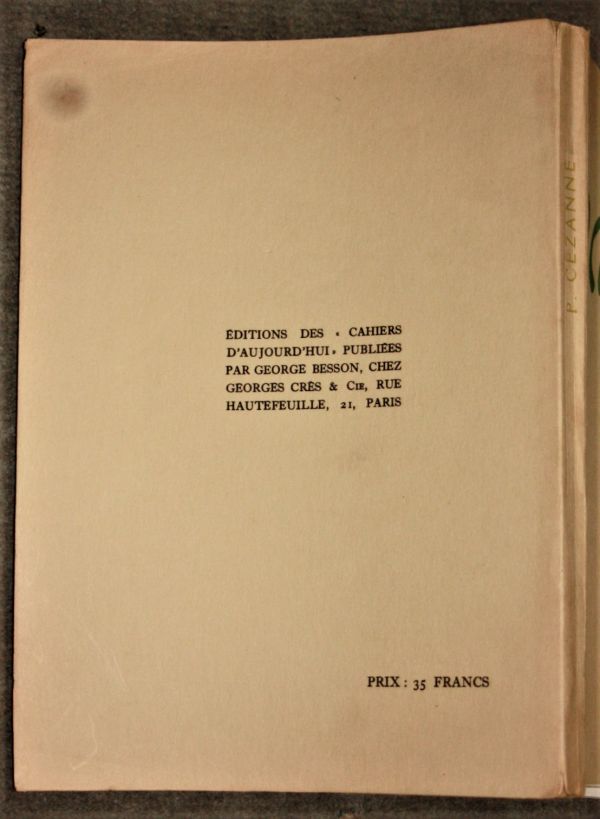 ÉDITIONS DES « CAHIERS
D'AUJOURD'HUI » PUBLIÉES
PAR GEORGE BESSON, CHEZ
GEORGES CRÈS & CIE, RUE
HAUTEFEUILLE, 21, PARIS
PRIX : 35 FRANCS
P. CEZANNE